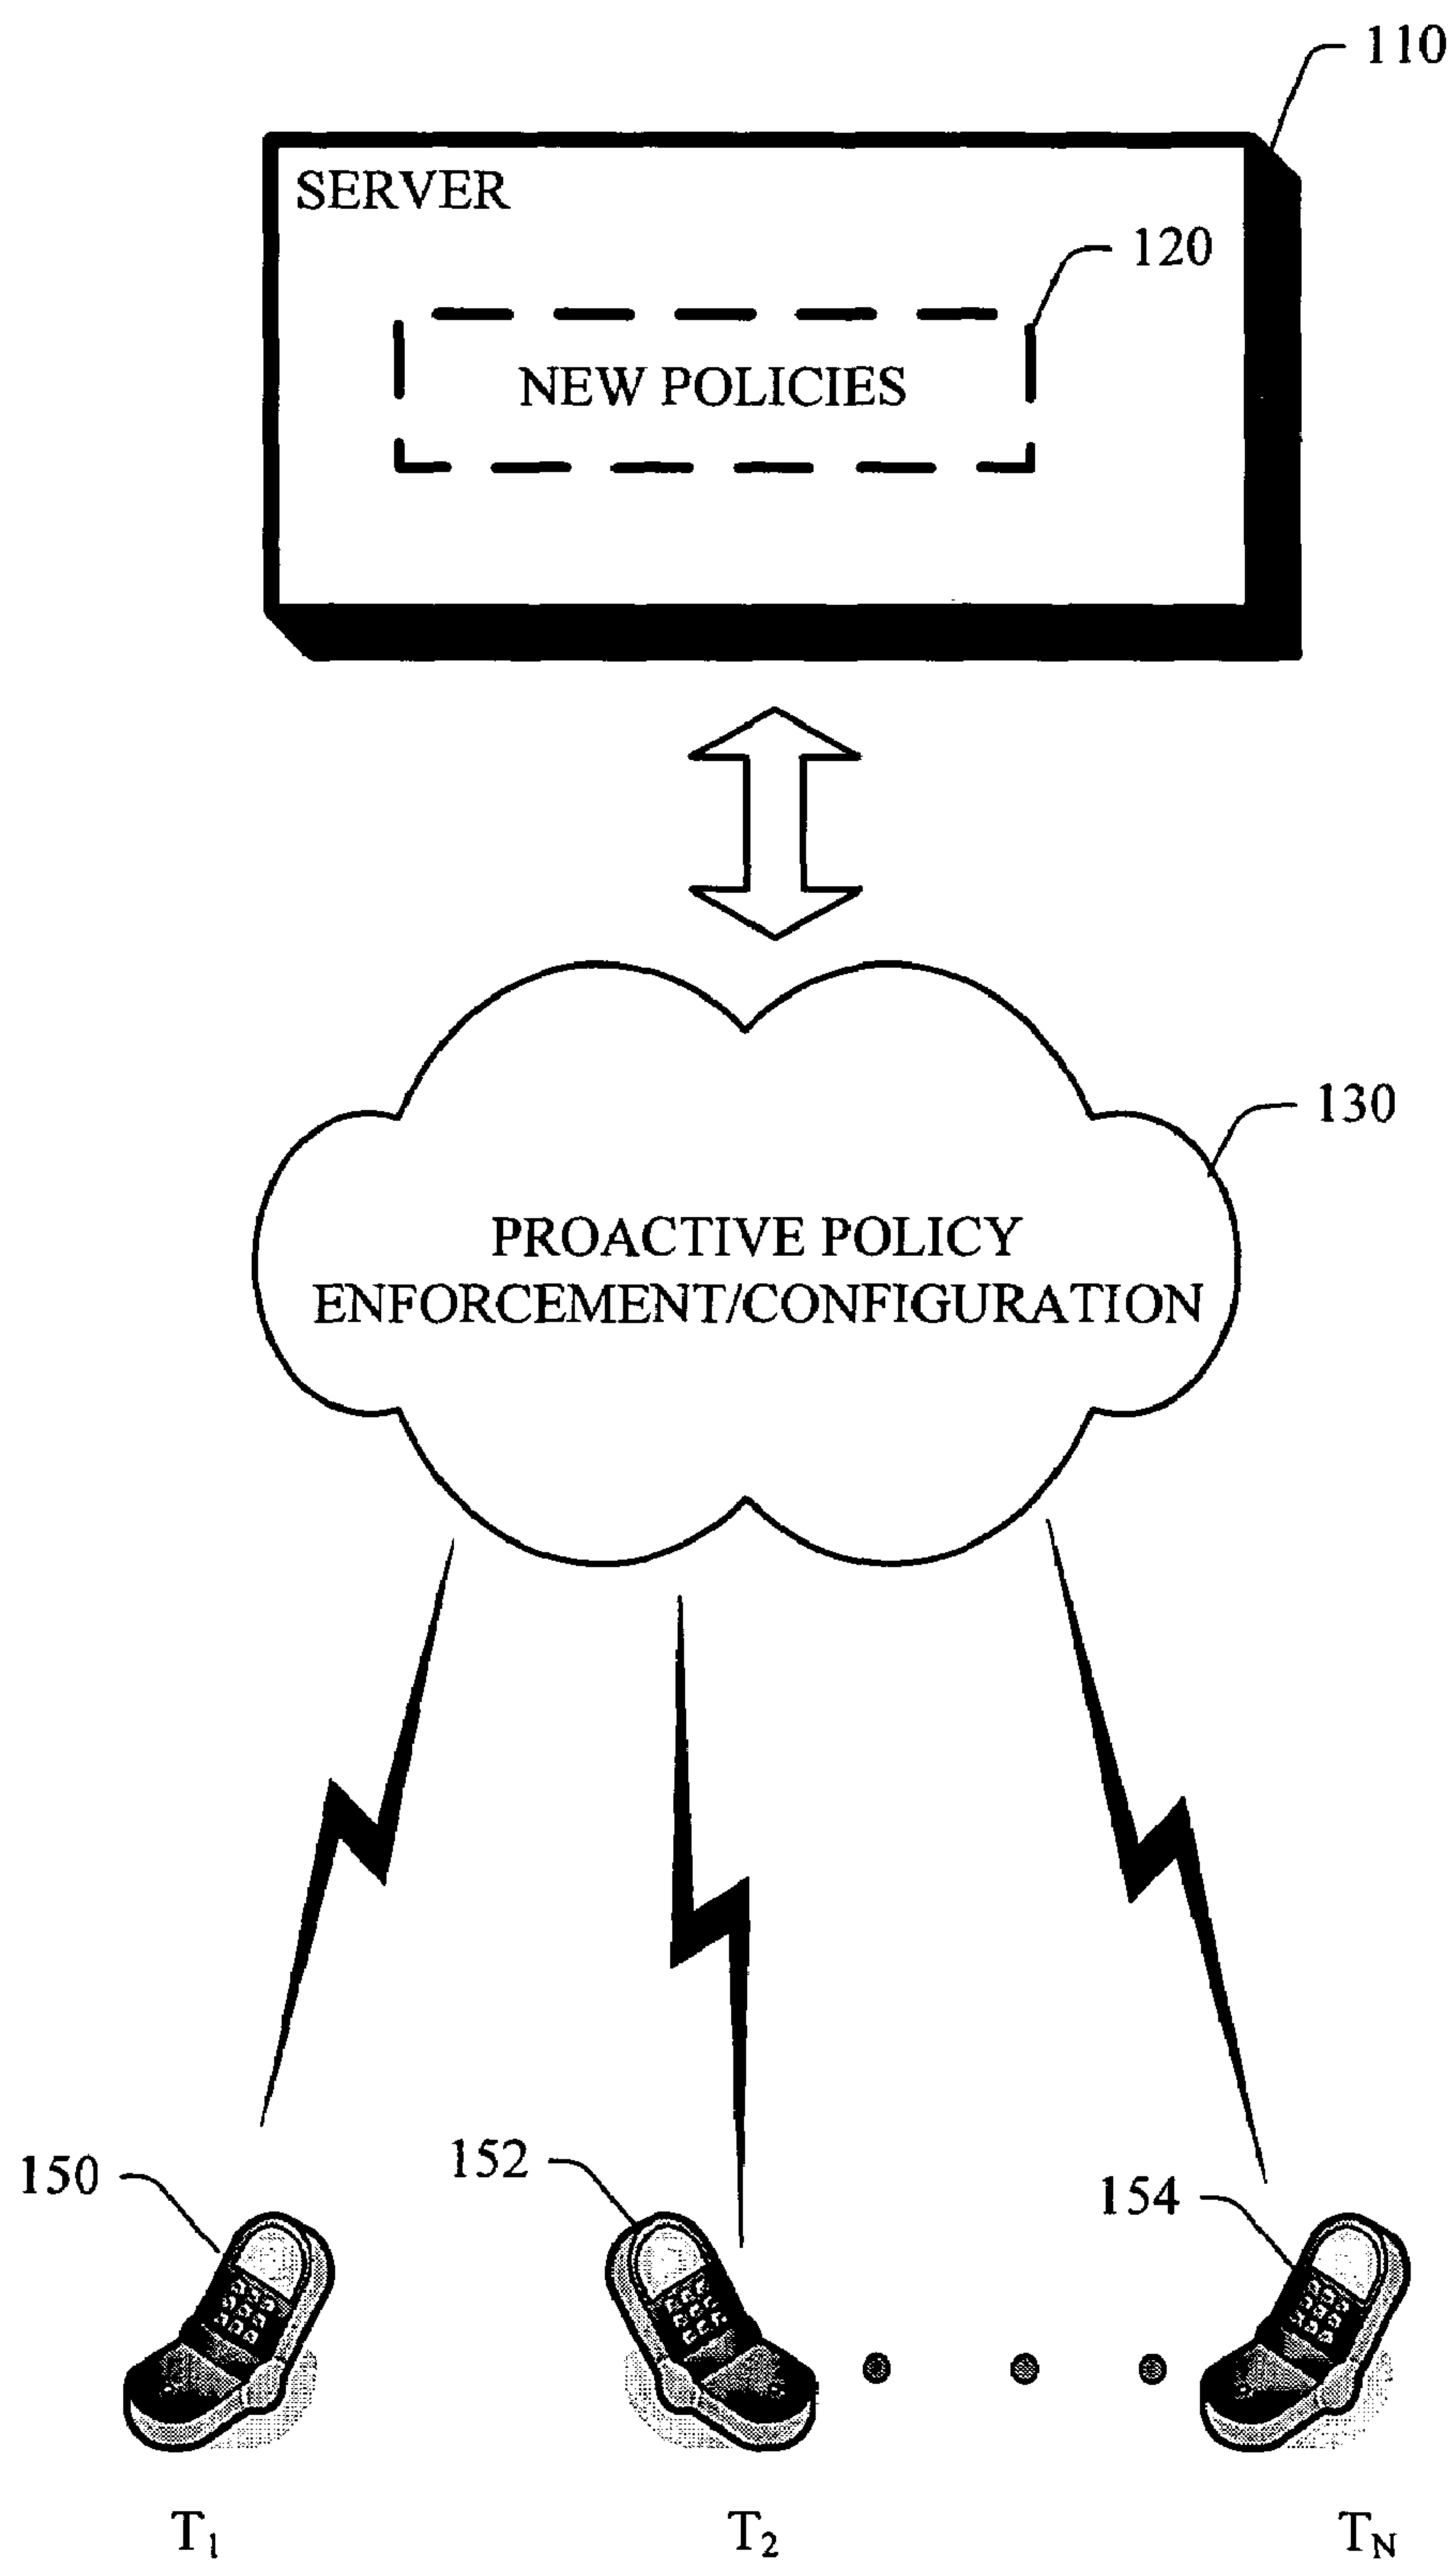 110
SERVER
120
NEW POLICIES
130
PROACTIVE POLICY
ENFORCEMENT/CONFIGURATION
150
152
154
T1
T2
TN